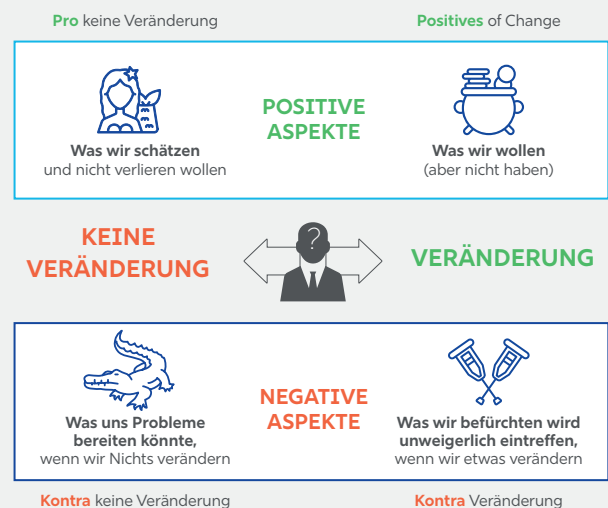 Pro keine Veränderung
Positives of Change
POSITIVE
ASPEKTE
Was wir schätzen
und nicht verlieren wollen
Was wir wollen
(aber nicht haben)
KEINE
VERÄNDERUNG
?
VERÄNDERUNG
NEGATIVE
ASPEKTE
Was uns Probleme
bereiten könnte,
wenn wir Nichts verändern
Was wir befürchten wird
unweigerlich eintreffen,
wenn wir etwas verändern
Kontra keine Veränderung
Kontra Veränderung